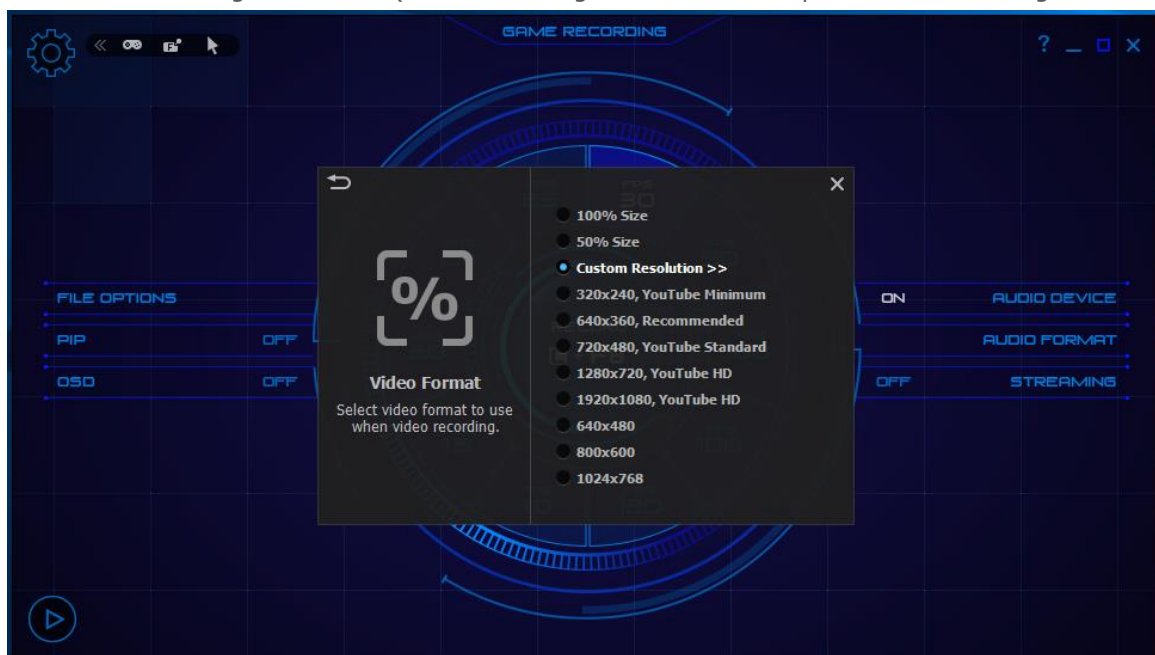 GAME RECORDING
?
FILE OPTIONS
PIP OFF
OSD OFF
%
Video Format
Select video format to use
when video recording.
100% Size
50% Size
Custom Resolution >>
320x240, YouTube Minimum
640x360, Recommended
720x480, YouTube Standard
1280x720, YouTube HD
1920x1080, YouTube HD
640x480
800x600
1024x768
ON AUDIO DEVICE
AUDIO FORMAT
OFF STREAMING